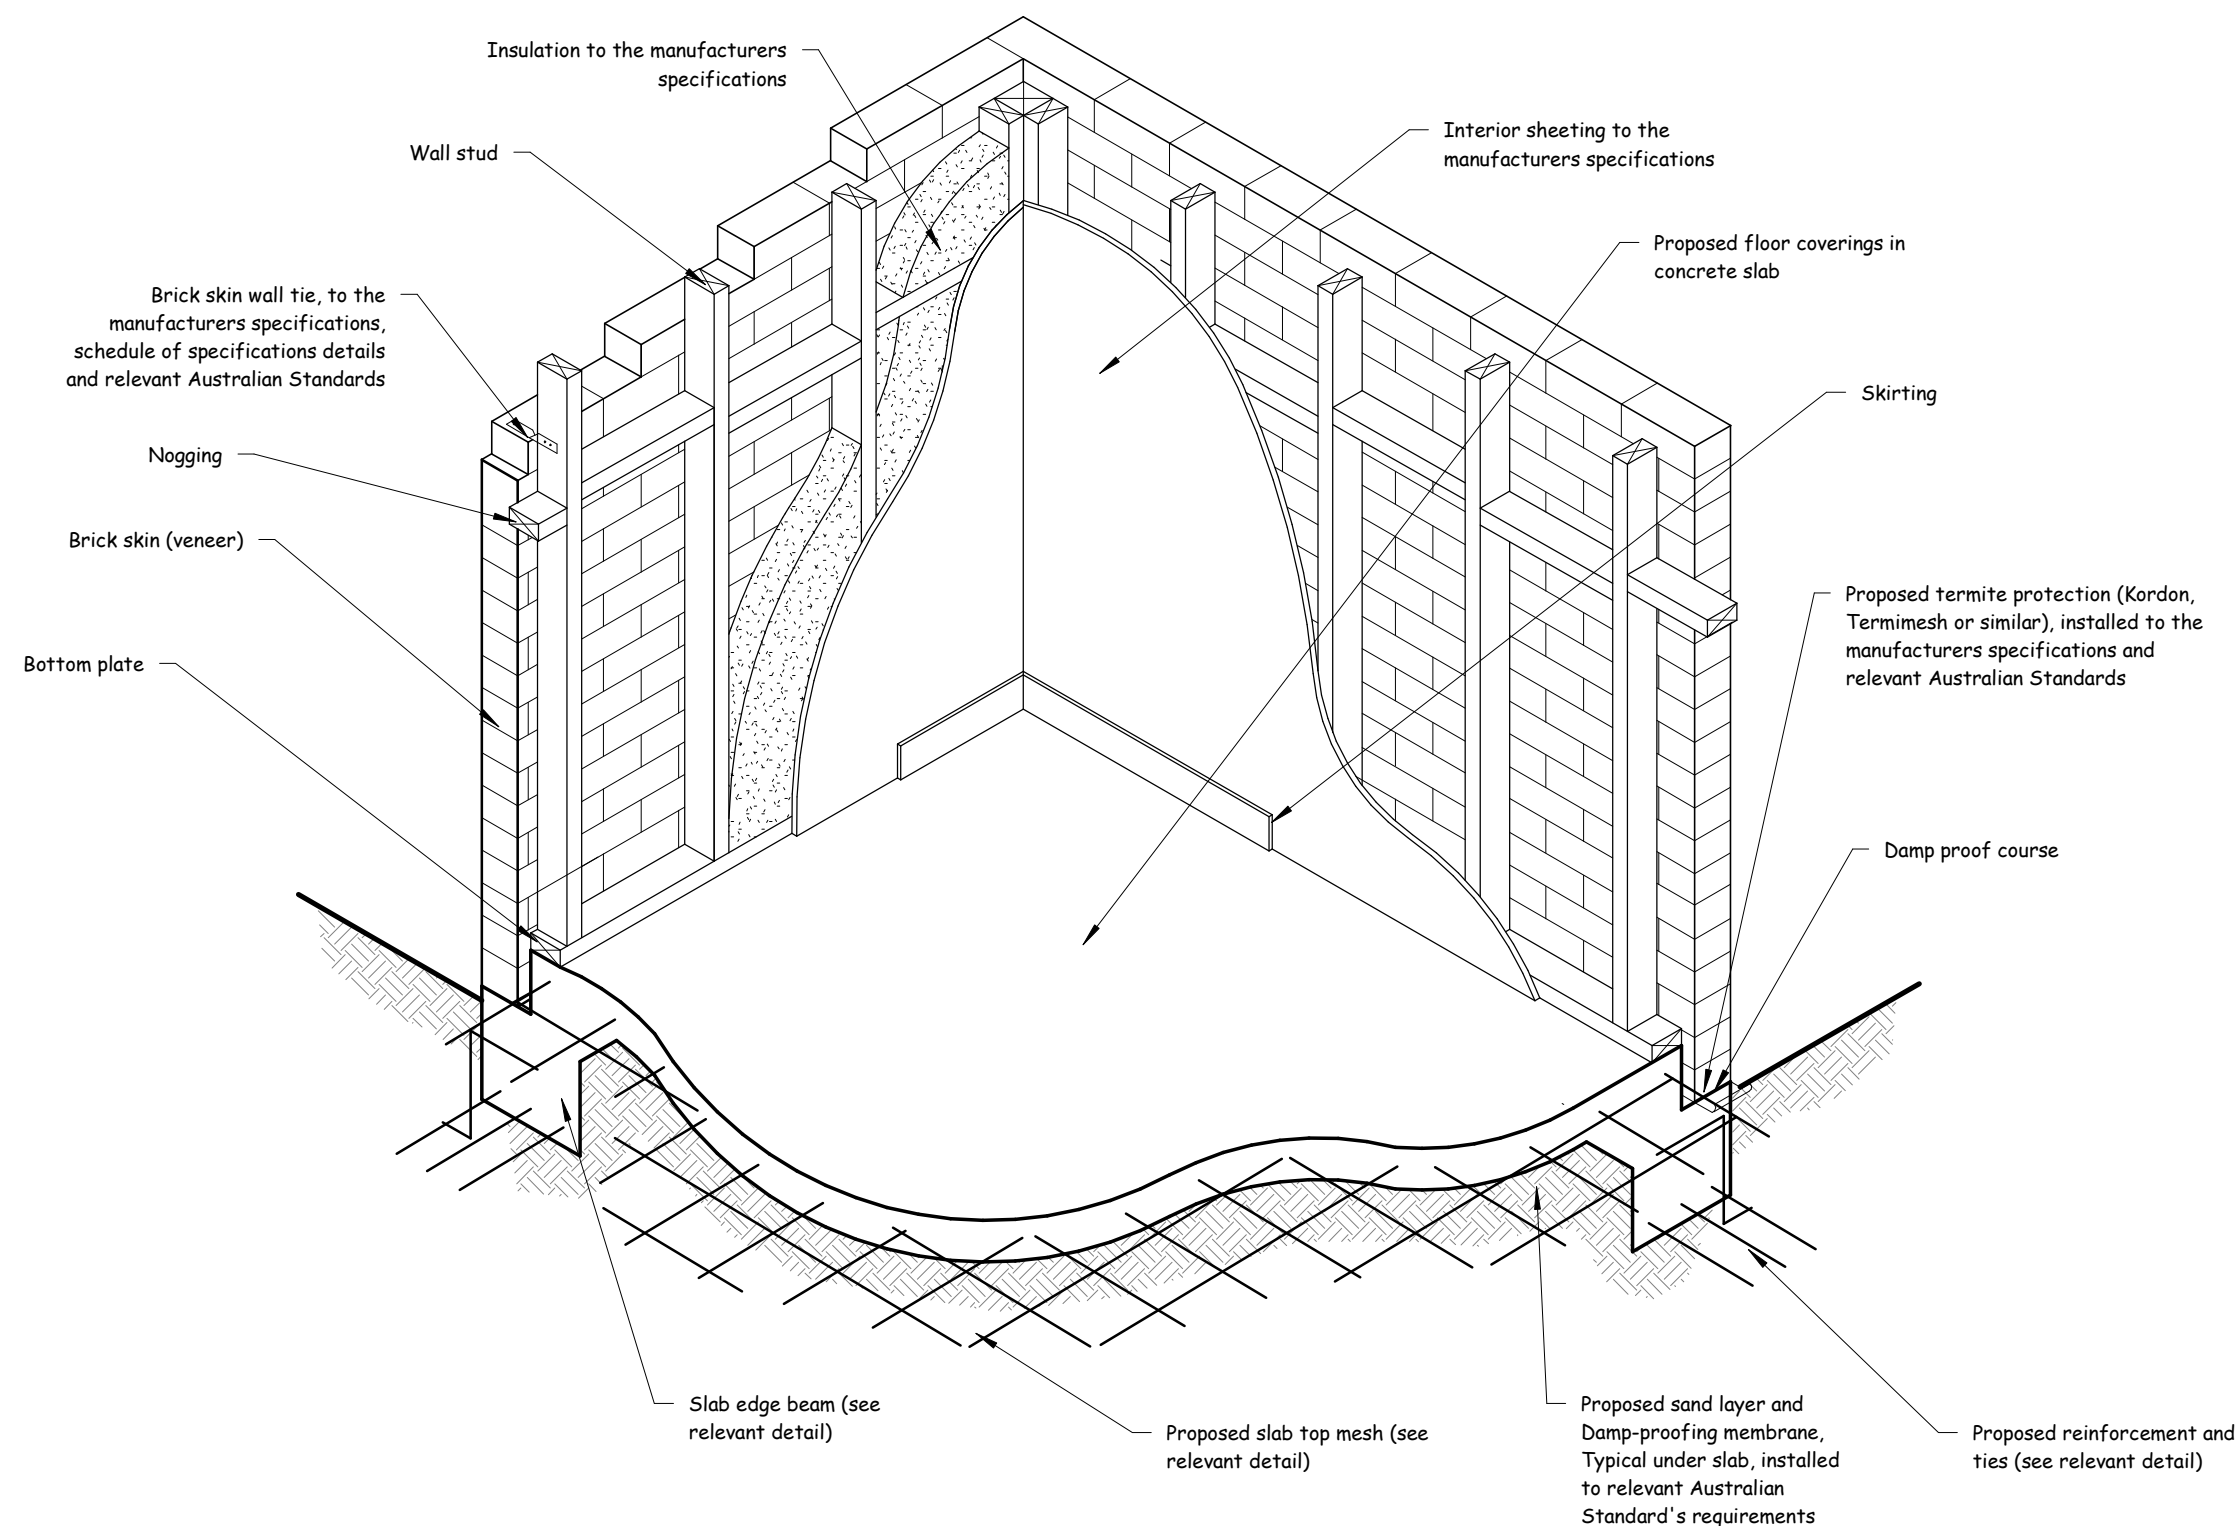 Insulation to the manufacturers
specifications
Wall stud
Brick skin wall tie, to the
manufacturers specifications,
schedule of specifications details
and relevant Australian Standards
Nogging
Brick skin (veneer)
Bottom plate
Interior sheeting to the
manufacturers specifications
Proposed floor coverings in
concrete slab
Skirting
Proposed termite protection (Kordon,
Termimesh or similar), installed to the
manufacturers specifications and
relevant Australian Standards
Damp proof course
Slab edge beam (see
relevant detail)
Proposed slab top mesh (see
relevant detail)
Proposed sand layer and
Damp-proofing membrane,
Typical under slab, installed
to relevant Australian
Standard's requirements
Proposed reinforcement and
ties (see relevant detail)